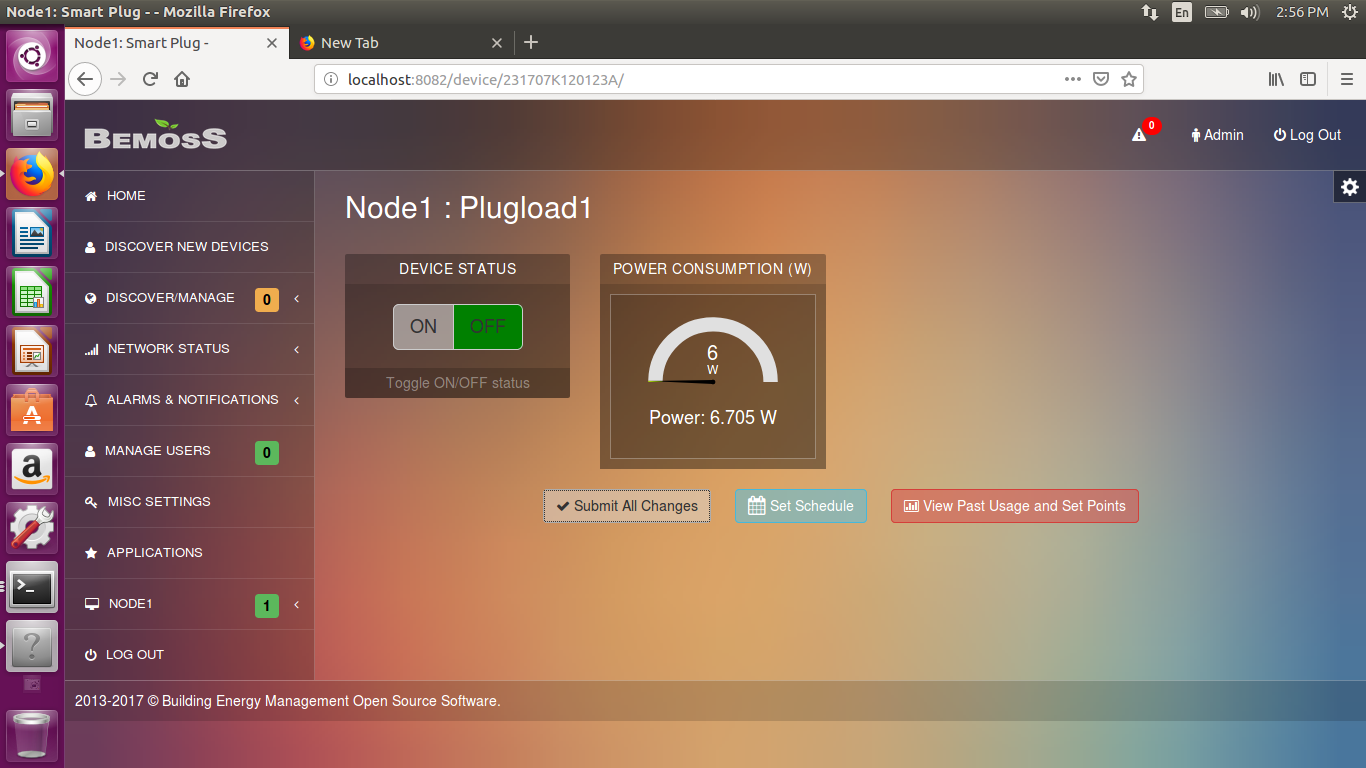 Node1: Smart Plug - - Mozilla Firefox
En
2:56 PM
Node1: Smart Plug -
New Tab
localhost:8082/device/231707K120123A/
BEMOSS
0
Admin
Log Out
HOME
DISCOVER NEW DEVICES
DISCOVER/MANAGE 0
NETWORK STATUS
ALARMS & NOTIFICATIONS
MANAGE USERS 0
MISC SETTINGS
APPLICATIONS
NODE1 1
LOG OUT
Node1 : Plugload1
DEVICE STATUS
ON OFF
Toggle ON/OFF status
POWER CONSUMPTION (W)
6
W
Power: 6.705 W
Submit All Changes
Set Schedule
View Past Usage and Set Points
2013-2017 © Building Energy Management Open Source Software.